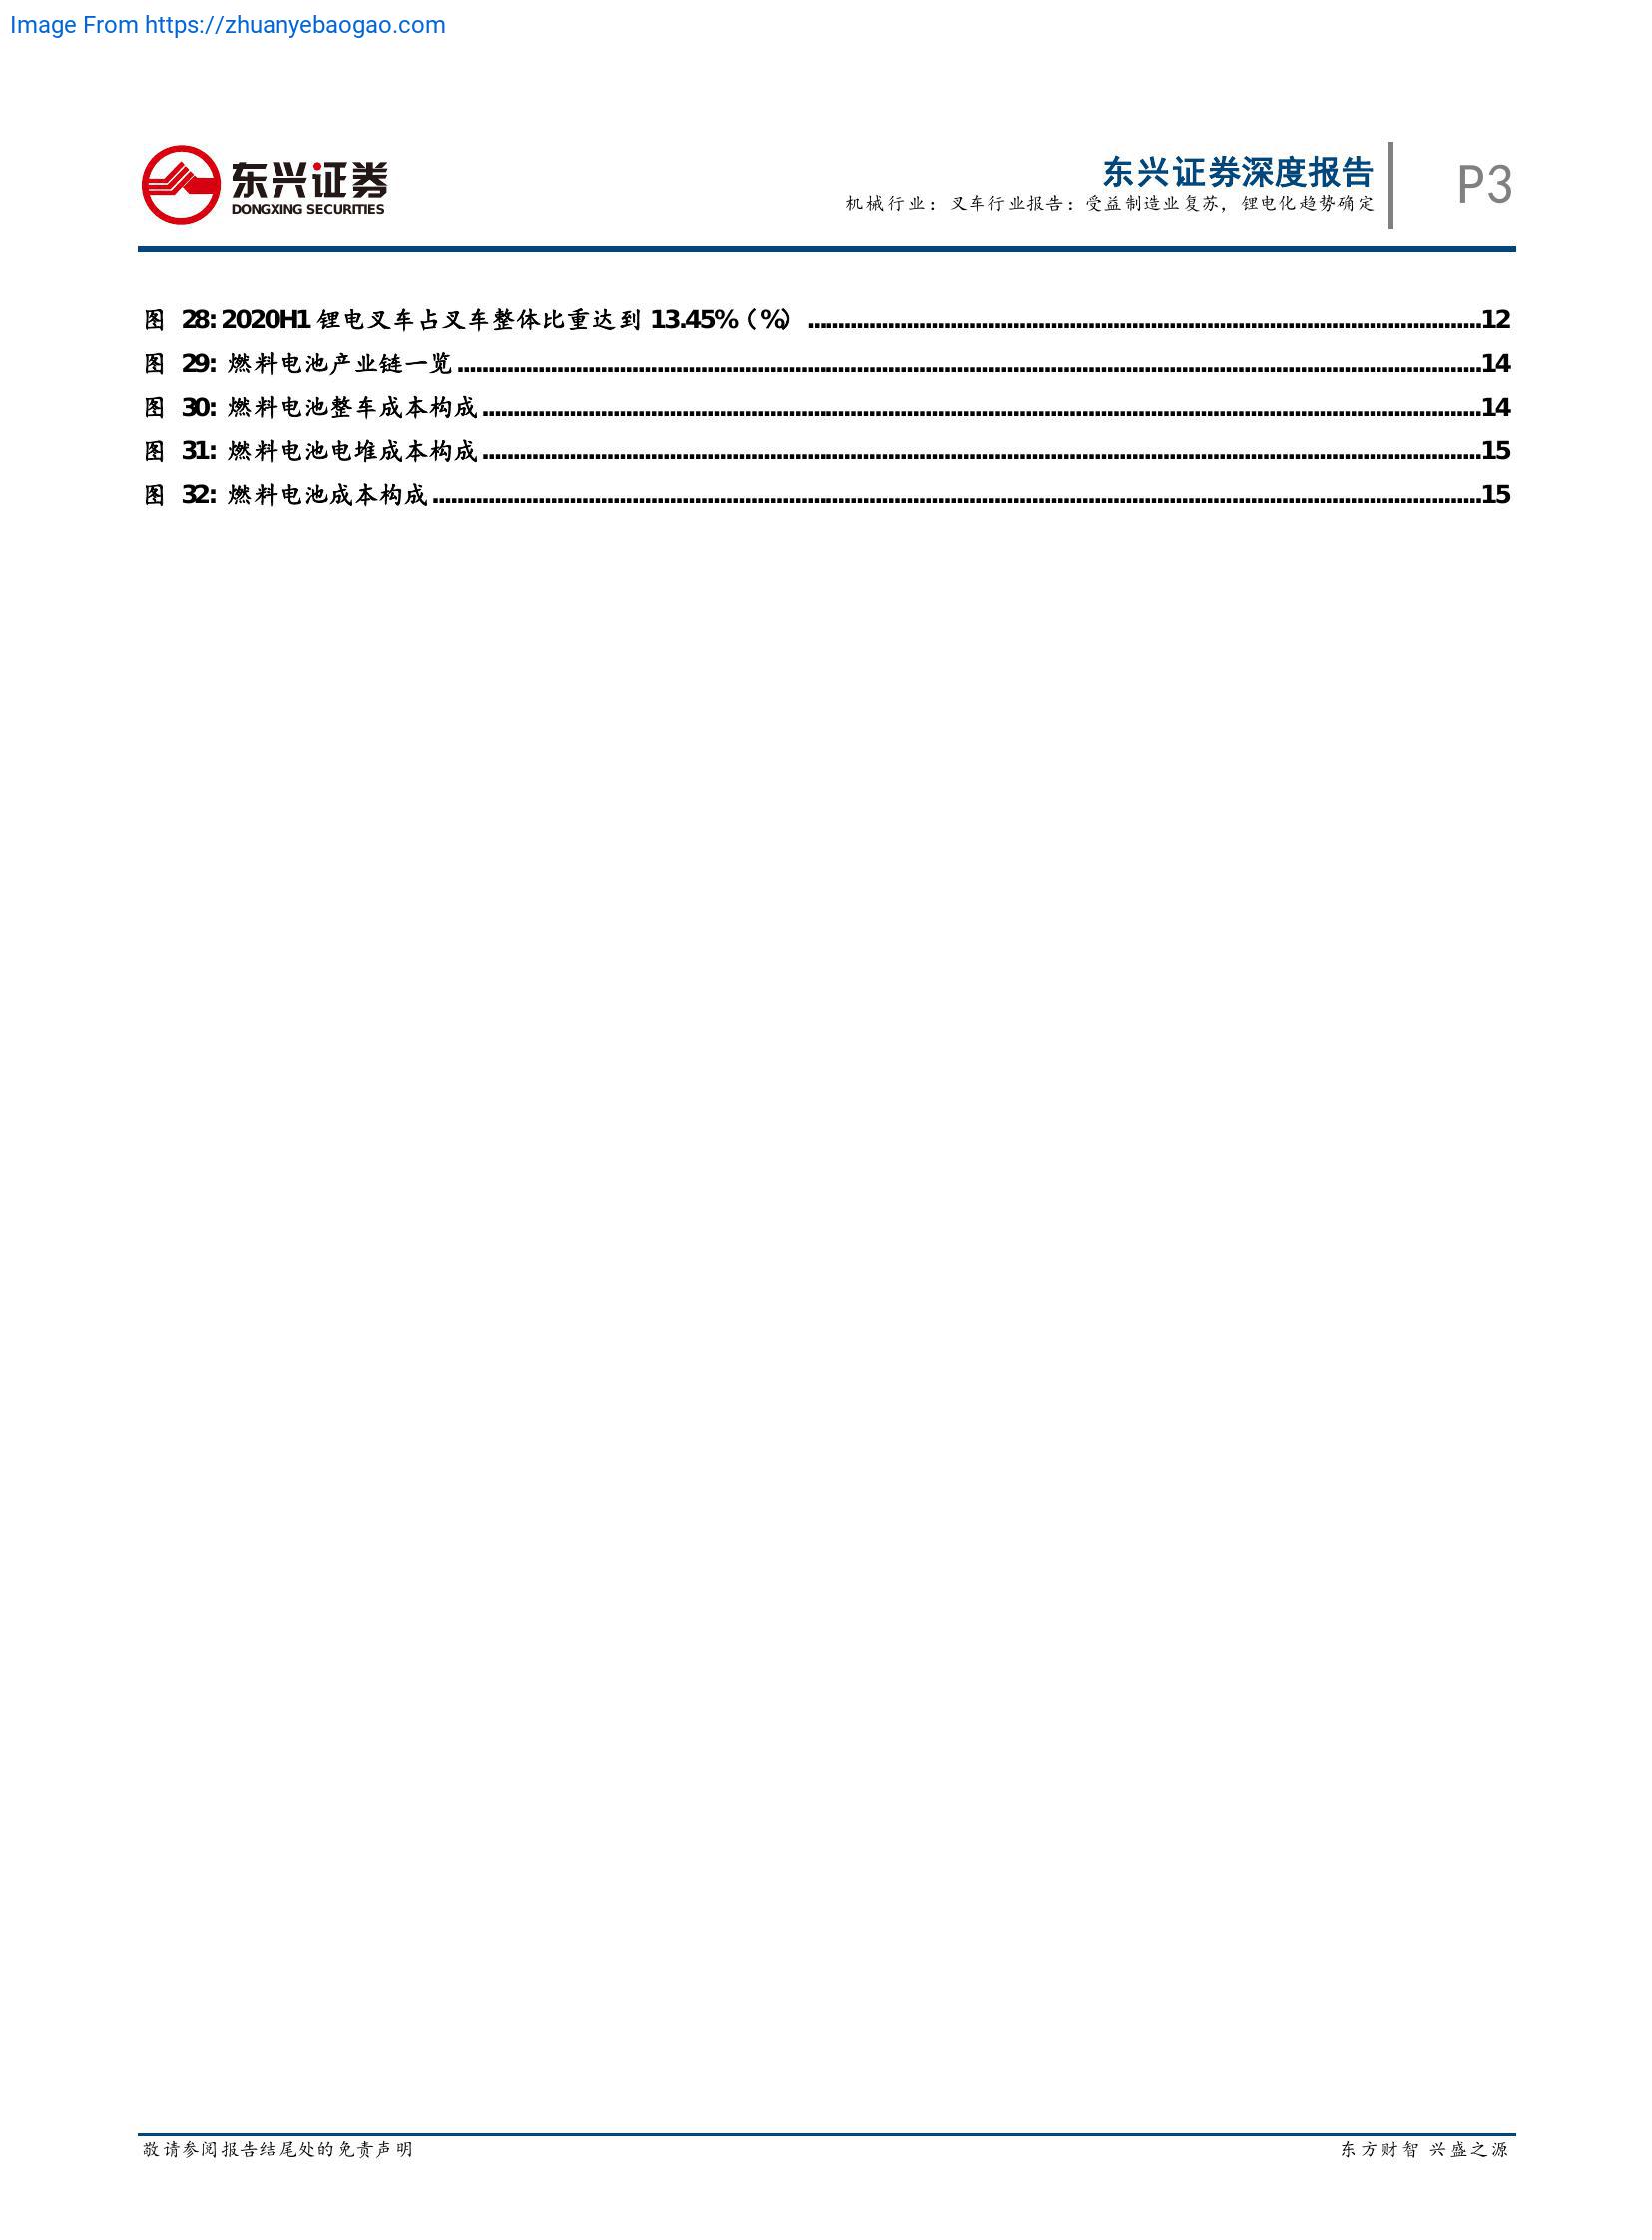 Image From https://zhuanyebaogao.com
东兴证券
DONGXING SECURITIES
东兴证券深度报告
机械行业：叉车行业报告：受益制造业复苏，锂电化趋势确定
P3
图 28: 2020H1 锂电叉车占叉车整体比重达到 13.45%（%） ........................................12
图 29: 燃料电池产业链一览 ........................................14
图 30: 燃料电池整车成本构成 ........................................14
图 31: 燃料电池电堆成本构成 ........................................15
图 32: 燃料电池成本构成 ........................................15
敬请参阅报告结尾处的免责声明
东方财智 兴盛之源